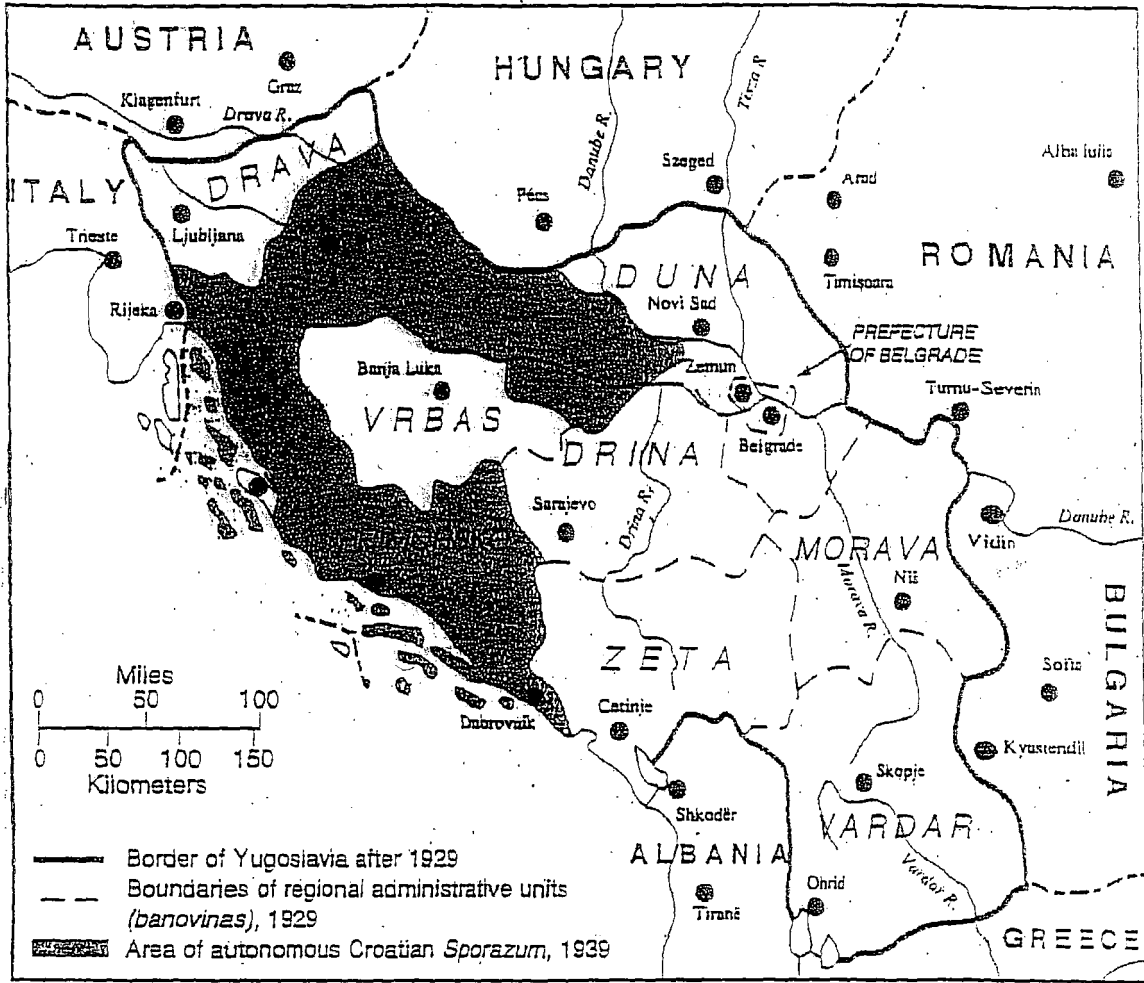 AUSTRIA
Graz
Klagenfurt
Drava R.
HUNGARY
Tisza R
Danube R.
DRAVA
ITALY
Ljubijana
Trieste
Pécs
Szeged
Arad
Alba Iulia
ROMANIA
Timişoara
DUNA
Novi Sad
Rijeka
PREFECTURE
OF BELGRADE
Zemun
Banja Luka
VRBAS
Belgrade
Turnu-Severin
DRINA
Sarajevo
Drina R.
MORAVA
Vidin
Danube R.
Niš
Morava R.
BULGARIA
ZETA
Sofia
Miles
0 50 100
0 50 100 150
Kilometers
Dubrovnik
Cetinje
Kyustendil
Skopje
Shkodër
VARDAR
ALBANIA
Vardar R.
Ohrid
Tiranë
GREECE
Border of Yugoslavia after 1929
Boundaries of regional administrative units
(banovinas), 1929
Area of autonomous Croatian Sporazum, 1939